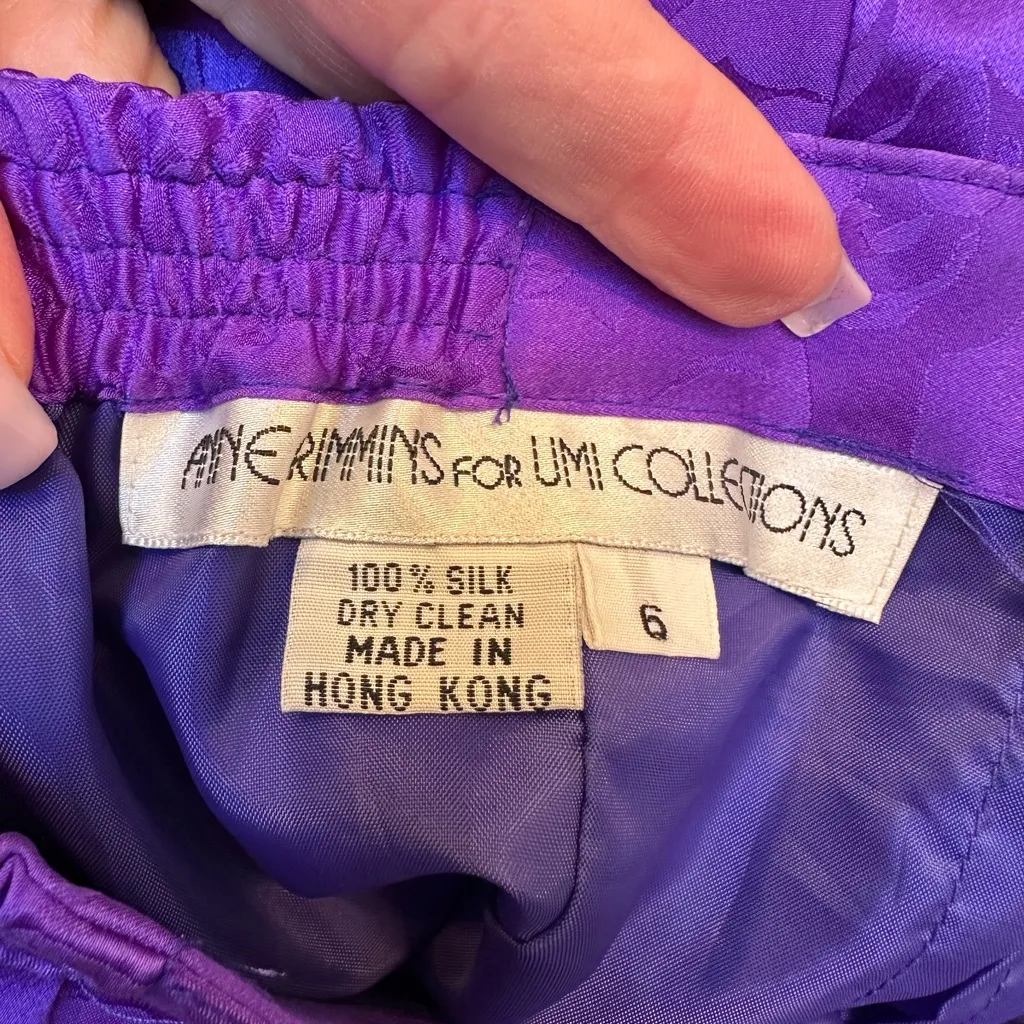 ANNE RIMMINS FOR UMI COLLECTIONS
100% SILK
DRY CLEAN
MADE IN
HONG KONG
6